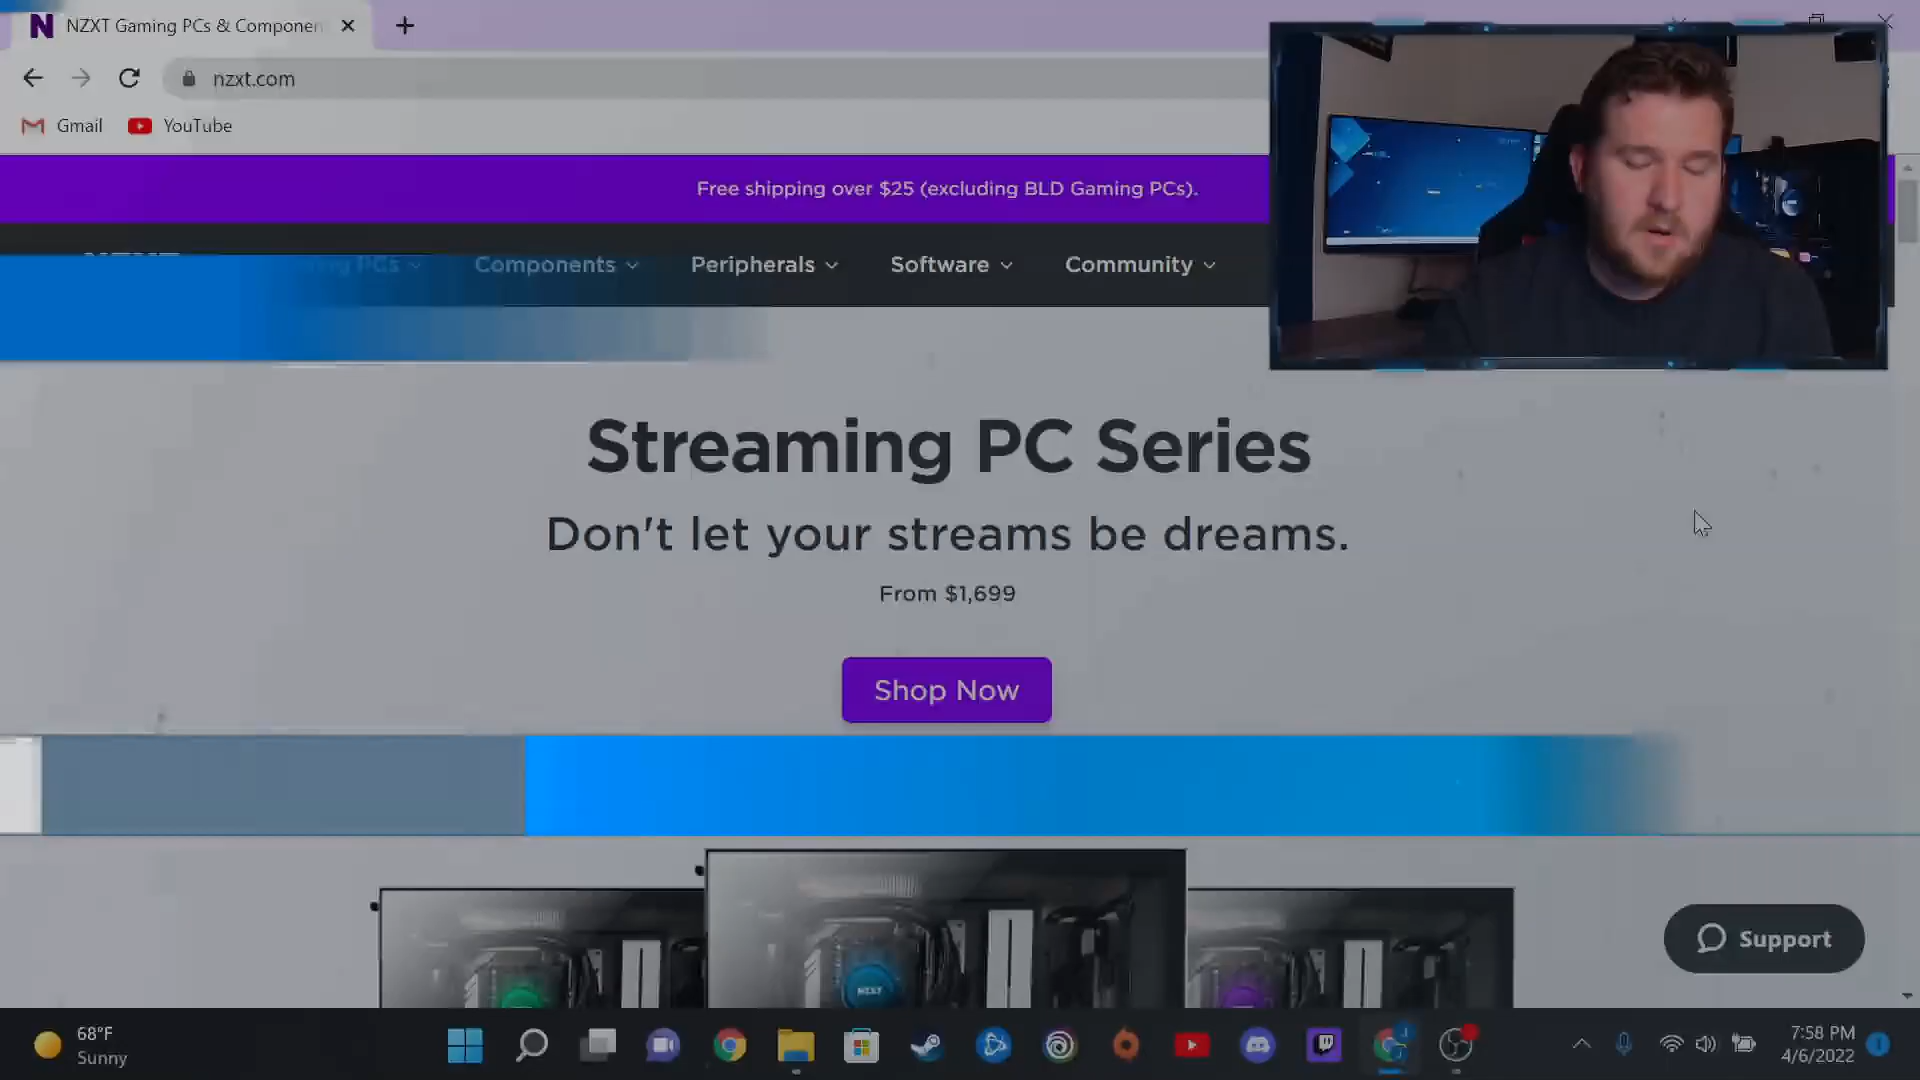 NZXT Gaming PCs & Componen
nzxt.com
Gmail YouTube
Free shipping over $25 (excluding BLD Gaming PCs).
PCs Components Peripherals Software Community
Streaming PC Series
Don't let your streams be dreams.
From $1,699
Shop Now
NZXT
Support
68°F
Sunny
7:58 PM
4/6/2022